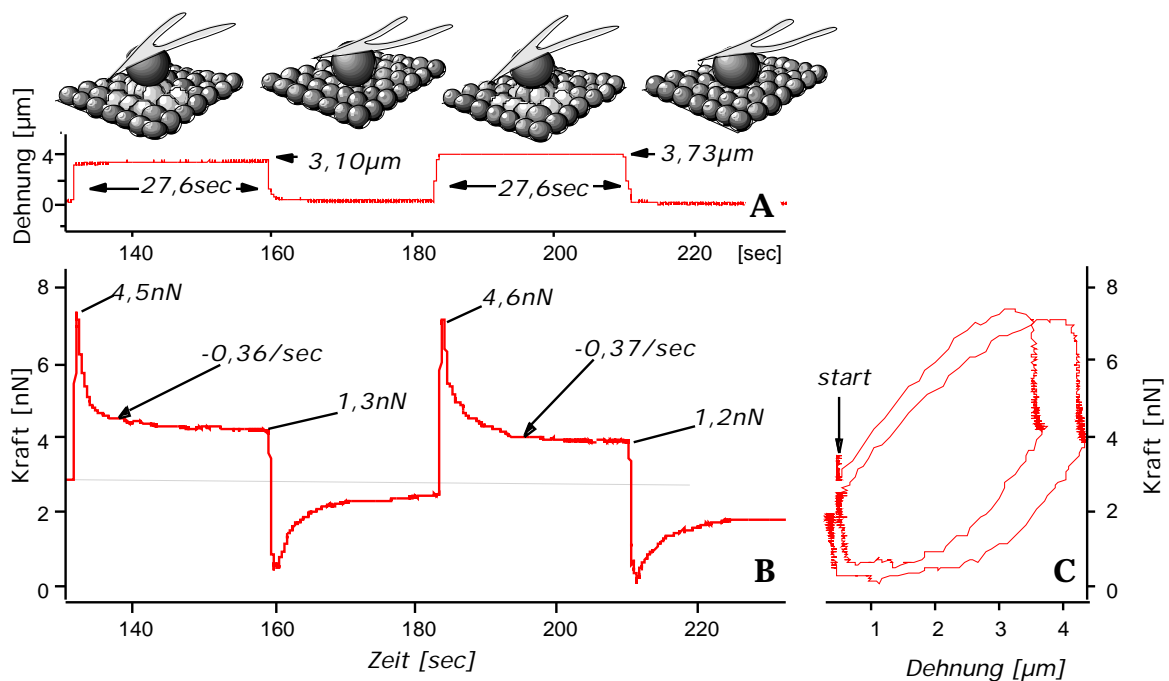 Dehnung [µm]
4
0
3,10µm
3,73µm
27,6sec
27,6sec
A
140
160
180
200
220
[sec]
Kraft [nN]
8
6
4
2
0
4,5nN
-0,36/sec
1,3nN
4,6nN
-0,37/sec
1,2nN
B
140
160
180
200
220
Zeit [sec]
start
C
8
6
4
2
0
Kraft [nN]
1
2
3
4
Dehnung [µm]